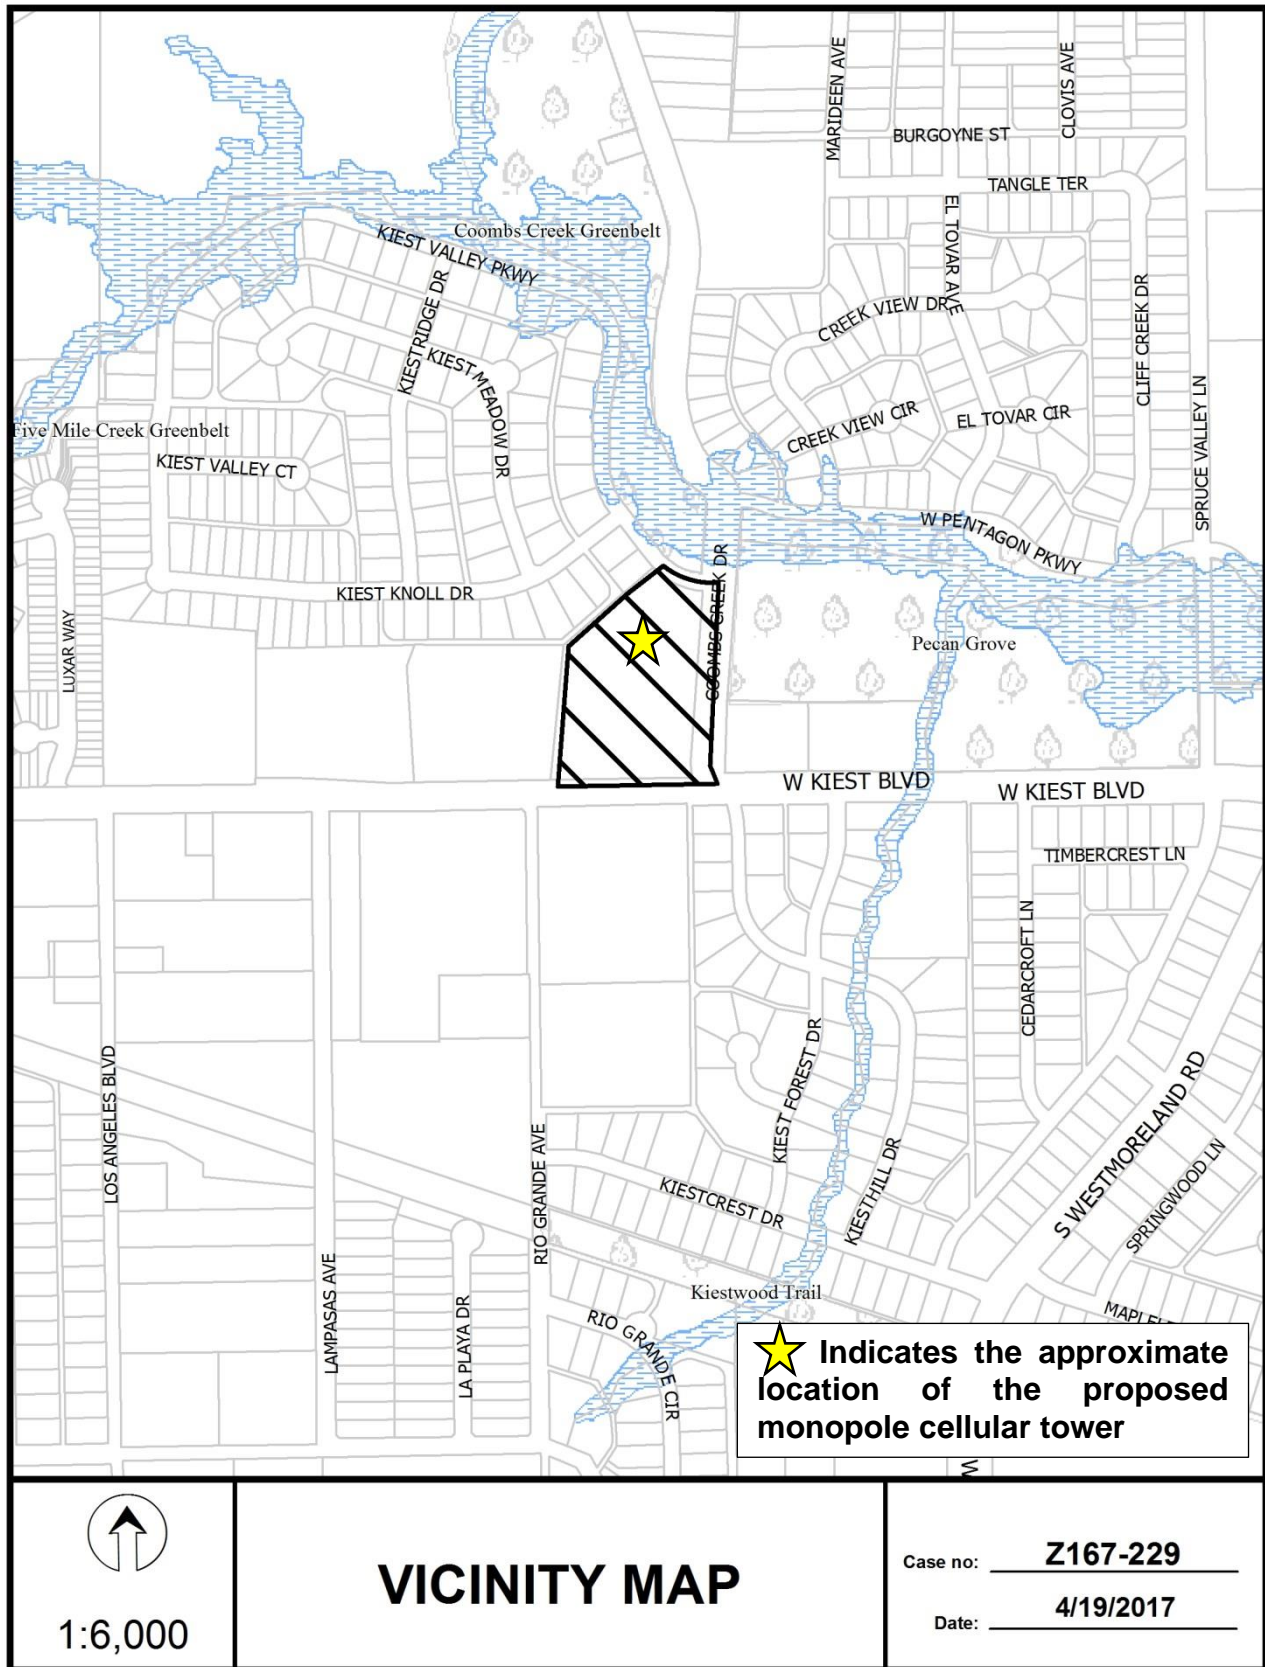 MARIDEEN AVE
CLOVIS AVE
BURGOYNE ST
TANGLE TER
EL TOVAR AVE
Coombs Creek Greenbelt
KIEST VALLEY PKWY
KIESTRIDGE DR
CREEK VIEW DR
CLIFF CREEK DR
KIEST MEADOW DR
SPRUCE VALLEY LN
CREEK VIEW CIR
EL TOVAR CIR
Five Mile Creek Greenbelt
KIEST VALLEY CT
W PENTAGON PKWY
KIEST KNOLL DR
COOMBS CREEK DR
LUXAR WAY
Pecan Grove
W KIEST BLVD
W KIEST BLVD
TIMBERCREST LN
CEDARCROFT LN
LOS ANGELES BLVD
KIEST FOREST DR
S WESTMORELAND RD
RIO GRANDE AVE
KIESTHILL DR
SPRINGWOOD LN
KIESTCREST DR
LAMPASAS AVE
LA PLAYA DR
Kiestwood Trail
RIO GRANDE CIR
Indicates the approximate
location of the proposed
monopole cellular tower
W
1:6,000
VICINITY MAP
Case no: Z167-229
Date: 4/19/2017